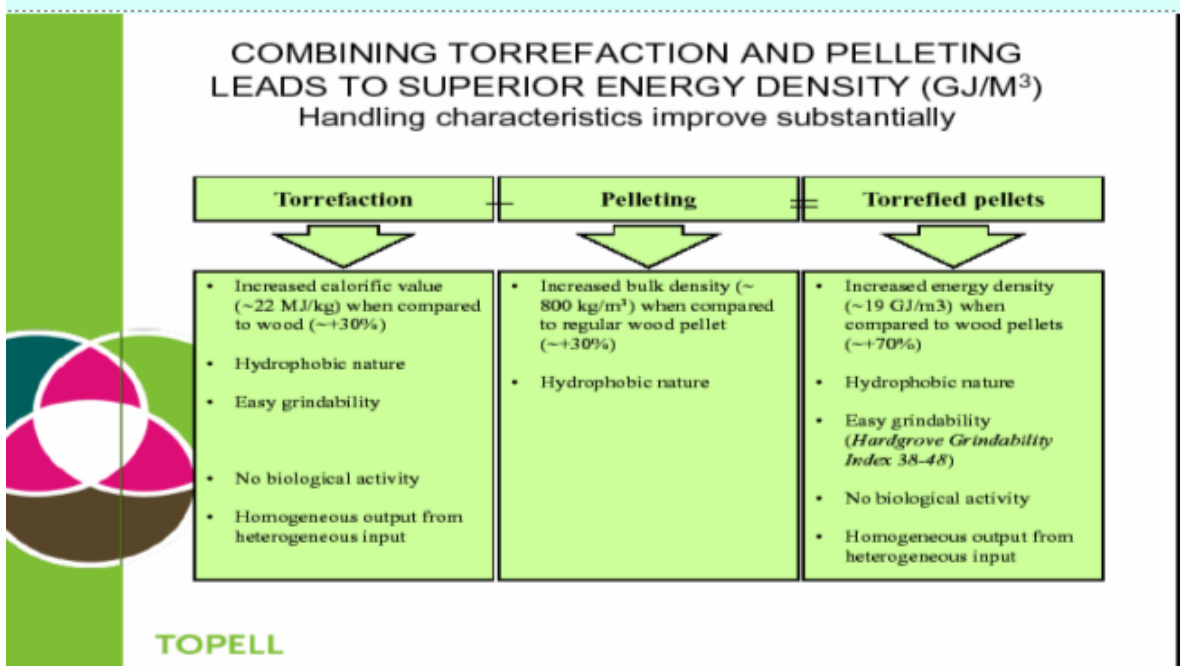 COMBINING TORREFACTION AND PELLETING
LEADS TO SUPERIOR ENERGY DENSITY (GJ/M³)
Handling characteristics improve substantially
Torrefaction + Pelleting = Torrefied pellets
• Increased calorific value
(~22 MJ/kg) when compared
to wood (~+30%)
• Hydrophobic nature
• Easy grindability
• No biological activity
• Homogeneous output from
heterogeneous input
• Increased bulk density (~
800 kg/m³) when compared
to regular wood pellet
(~+30%)
• Hydrophobic nature
• Increased energy density
(~19 GJ/m3) when
compared to wood pellets
(~+70%)
• Hydrophobic nature
• Easy grindability
(Hardgrove Grindability
Index 38-48)
• No biological activity
• Homogeneous output from
heterogeneous input
TOPELL